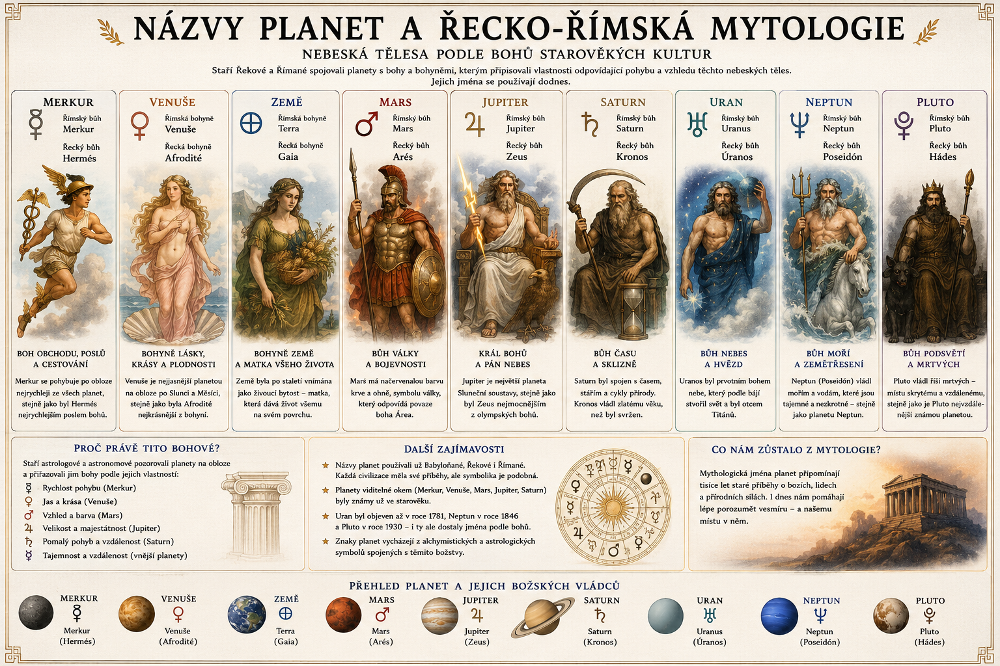 NÁZVY PLANET A ŘECKO-ŘÍMSKÁ MYTOLOGIE
NEBESKÁ TĚLESA PODLE BOHŮ STAROVĚKÝCH KULTUR
Staří Řekové a Římané spojovali planety s bohy a bohyněmi, kterým připisovali vlastnosti odpovídající pohybu a vzhledu těchto nebeských těles.
Jejich jména se používají dodnes.
MERKUR
Římský bůh
Merkur
Řecký bůh
Hermés
BOH OBCHODU, POSLŮ
A CESTOVÁNÍ
Merkur se pohybuje po obloze
nejrychleji ze všech planet,
stejně jako byl Hermés
nejrychlejším poslem bohů.
VENUŠE
Římská bohyně
Venuše
Řecká bohyně
Afrodité
BOHYNĚ LÁSKY,
KRÁSY A PLODNOSTI
Venuše je nejjasnější planetou
na obloze po Slunci a Měsíci,
stejně jako byla Afrodité
nejkrásnější z bohyní.
ZEMĚ
Římská bohyně
Terra
Řecká bohyně
Gaia
BOHYNĚ ZEMĚ
A MATKA VŠEHO ŽIVOTA
Země byla po staletí vnímána
jako živoucí bytost – matka,
která dává život všemu
na svém povrchu.
MARS
Římský bůh
Mars
Řecký bůh
Arés
BŮH VÁLKY
A BOJEVNOSTI
Mars má načervenalou barvu
krve a ohně, symbolu války,
který odpovídá povaze
boha Área.
JUPITER
Římský bůh
Jupiter
Řecký bůh
Zeus
KRÁL BOHŮ
A PÁN NEBES
Jupiter je největší planeta
Sluneční soustavy, stejně jako
byl Zeus nejmocnějším
z olympských bohů.
SATURN
Římský bůh
Saturn
Řecký bůh
Kronos
BŮH ČASU
A SKLIZNĚ
Saturn byl spojen s časem,
stářím a cykly přírody.
Kronos vládl zlatému věku,
než byl svržen.
URAN
Římský bůh
Uranus
Řecký bůh
Úranos
BŮH NEBES
A HVĚZD
Uranos byl prvotním bohem
nebe, který podle bájí
stvořil svět a byl otcem
Titánů.
NEPTUN
Římský bůh
Neptun
Řecký bůh
Poseidón
BŮH MOŘÍ
A ZEMĚTŘESENÍ
Neptun (Poseidón) vládl
mořím a vodám, které jsou
tajemné a nezkrotné – stejně
jako planetu Neptun.
PLUTO
Římský bůh
Pluto
Řecký bůh
Hádes
BŮH PODSVĚTÍ
A MRTVÝCH
Pluto vládl říši mrtvých –
místu skrytému a vzdálenému,
stejně jako je Pluto nejvzdále-
nější známou planetou.
PROČ PRÁVĚ TITO BOHOVÉ?
Staří astrologové a astronomové pozorovali planety na obloze
a přiřazovali jim bohy podle jejich vlastností:
Rychlost pohybu (Merkur)
Jas a krása (Venuše)
Vzhled a barva (Mars)
Velikost a majestátnost (Jupiter)
Pomalý pohyb a vzdálenost (Saturn)
Tajemnost a vzdálenost (vnější planety)
DALŠÍ ZAJÍMAVOSTI
Názvy planet používali už Babyloňané, Řekové i Římané.
Každá civilizace měla své příběhy, ale symbolika je podobná.
Planety viditelné okem (Merkur, Venuše, Mars, Jupiter, Saturn)
byly známy už ve starověku.
Uran byl objeven až v roce 1781, Neptun v roce 1846
a Pluto v roce 1930 – i ty ale dostaly jména podle bohů.
Znaky planet vycházejí z alchymistických a astrologických
symbolů spojených s těmito božstvy.
CO NÁM ZŮSTALO Z MYTOLOGIE?
Mythologická jména planet připomínají
tisíce let staré příběhy o bozích, lidech
a přírodních silách. I dnes nám pomáhají
lépe porozumět vesmíru – a našemu
místu v něm.
PŘEHLED PLANET A JEJICH BOŽSKÝCH VLÁDCŮ
MERKUR
Merkur
(Hermés)
VENUŠE
Venuše
(Afrodité)
ZEMĚ
Terra
(Gaia)
MARS
Mars
(Arés)
JUPITER
Jupiter
(Zeus)
SATURN
Saturn
(Kronos)
URAN
Uranus
(Úranos)
NEPTUN
Neptun
(Poseidón)
PLUTO
Pluto
(Hádes)